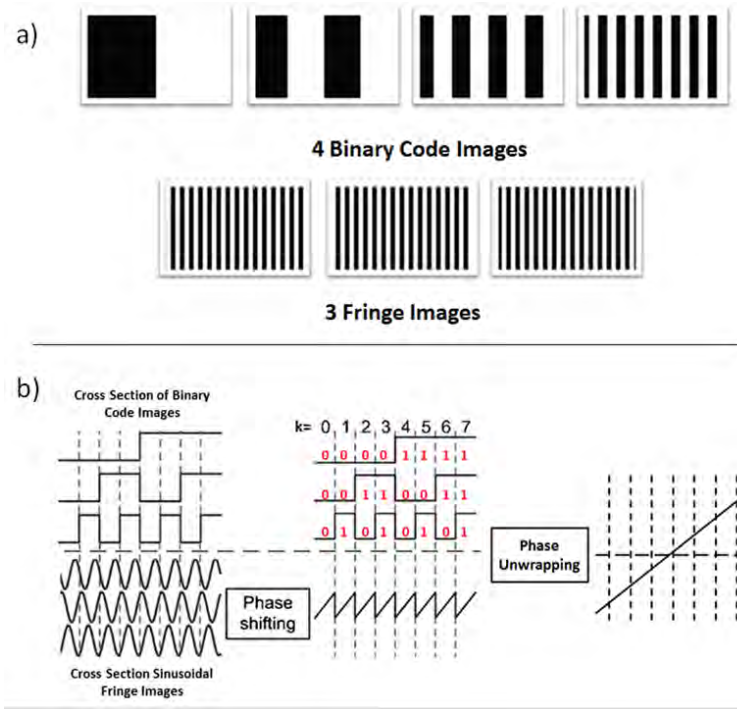 a)
4 Binary Code Images
3 Fringe Images
b)
Cross Section of Binary
Code Images
k= 0 1 2 3 4 5 6 7
0 0 0 0 1 1 1 1
0 0 1 1 0 0 1 1
0 1 0 1 0 1 0 1
Phase
Unwrapping
Phase
shifting
Cross Section Sinusoidal
Fringe Images